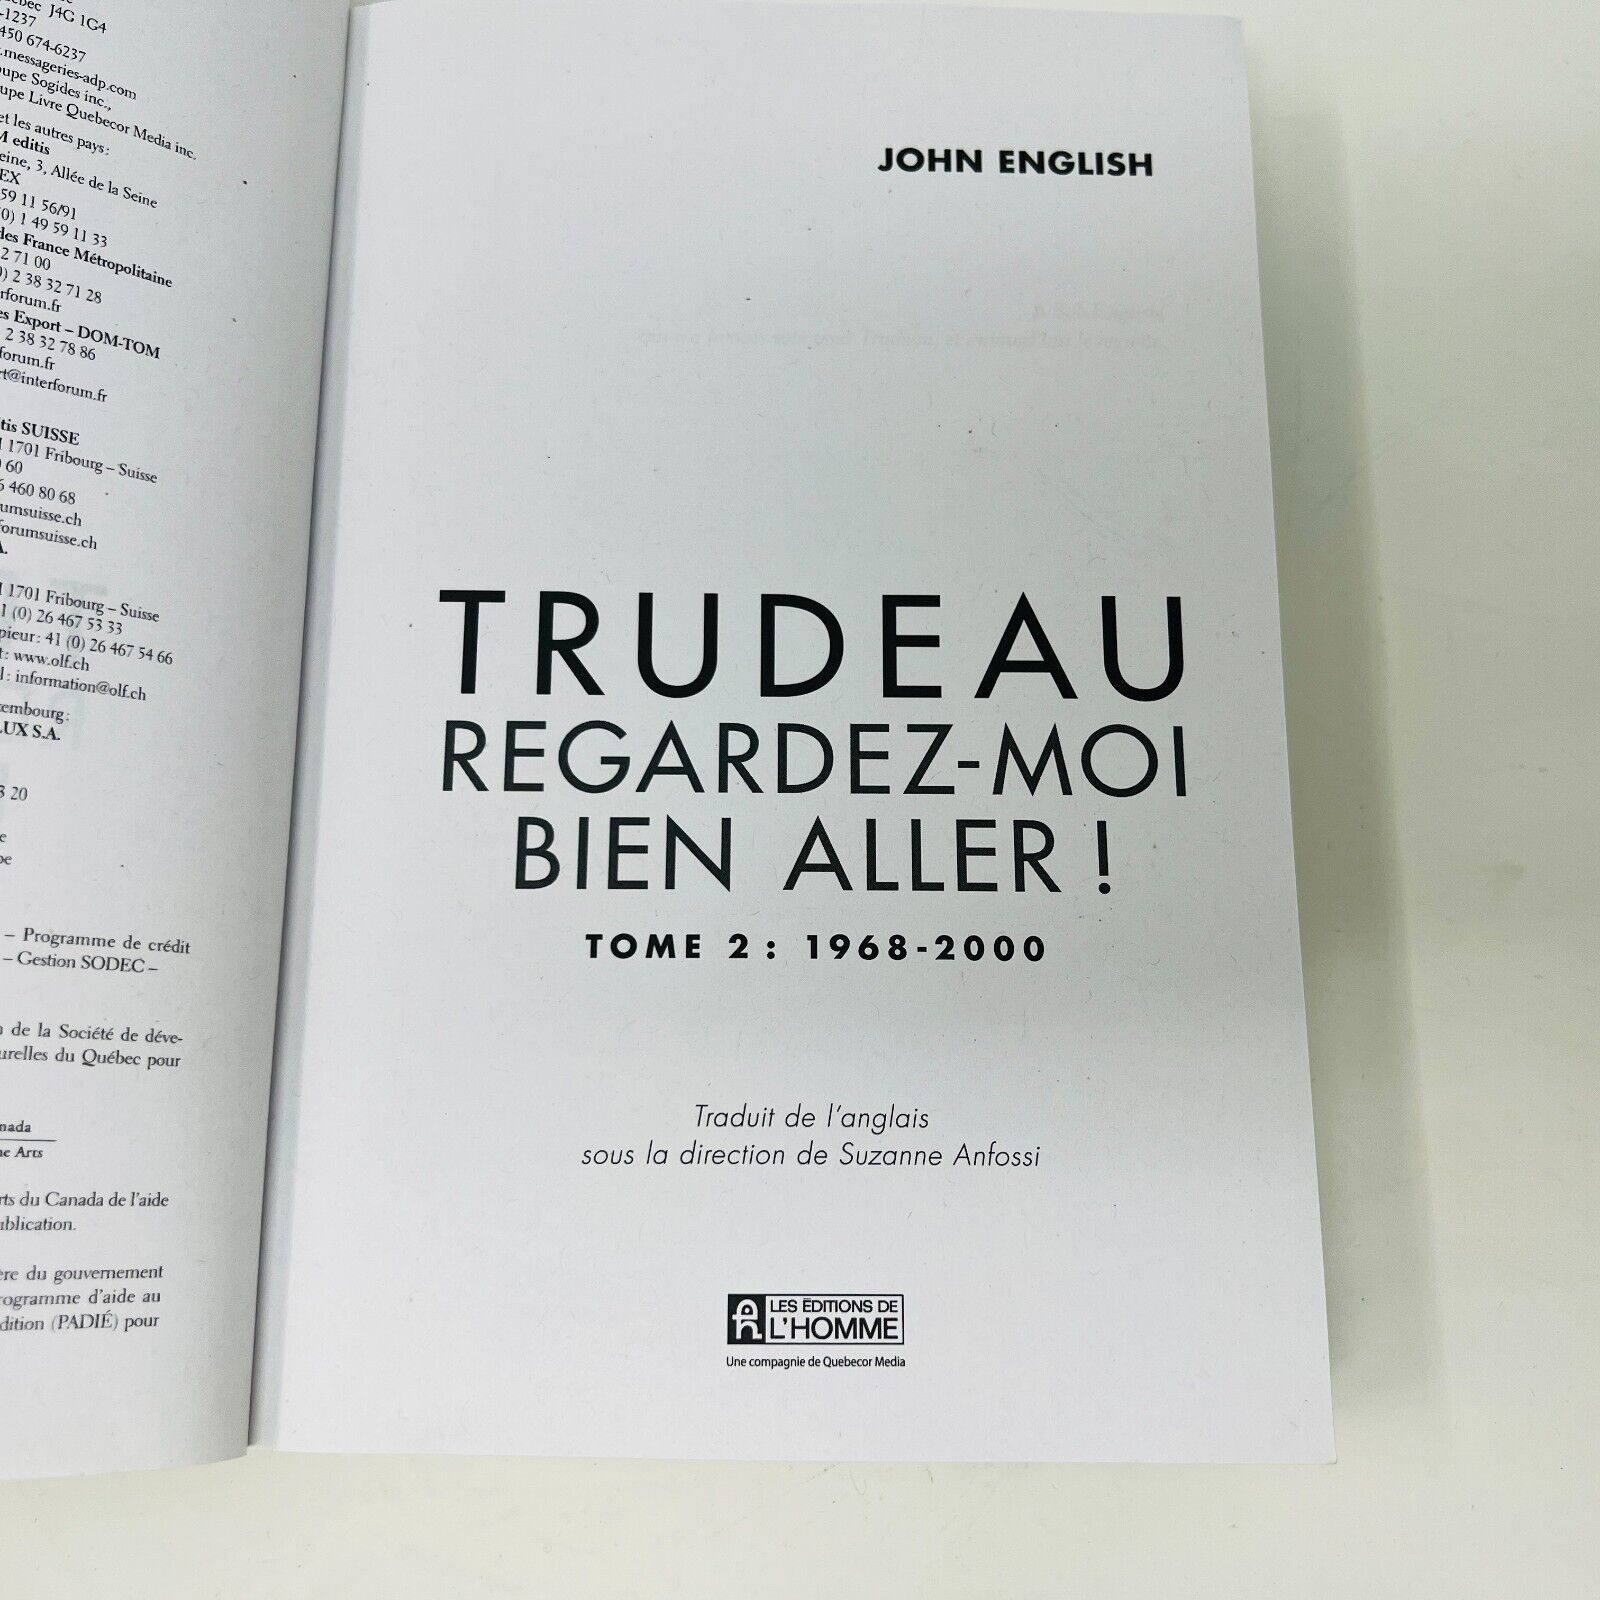 J4G 1G4
-1237
450 674-6237
.messageries-adp.com
Groupe Sogides inc.,
Livre Quebecor Media inc.
et les autres pays :
editis
3, Allée de la Seine
59 11 56/91
(0) 1 49 59 11 33
des France Métropolitaine
2 71 00
2 38 32 71 28
Export – DOM-TOM
2 38 32 78 86
@interforum.fr
SUISSE
1701 Fribourg – Suisse
60
460 80 68
1701 Fribourg – Suisse
(0) 26 467 53 33
41 (0) 26 467 54 66
: www.olf.ch
: information@olf.ch
S.A.
20
– Programme de crédit
– Gestion SODEC –
de la Société de déve-
du Québec pour
Arts
du Canada de l'aide
du gouvernement
d'aide au
(PADIÉ) pour
JOHN ENGLISH
TRUDEAU
REGARDEZ-MOI
BIEN ALLER !
TOME 2 : 1968-2000
Traduit de l'anglais
sous la direction de Suzanne Anfossi
LES ÉDITIONS DE
L'HOMME
Une compagnie de Quebecor Media